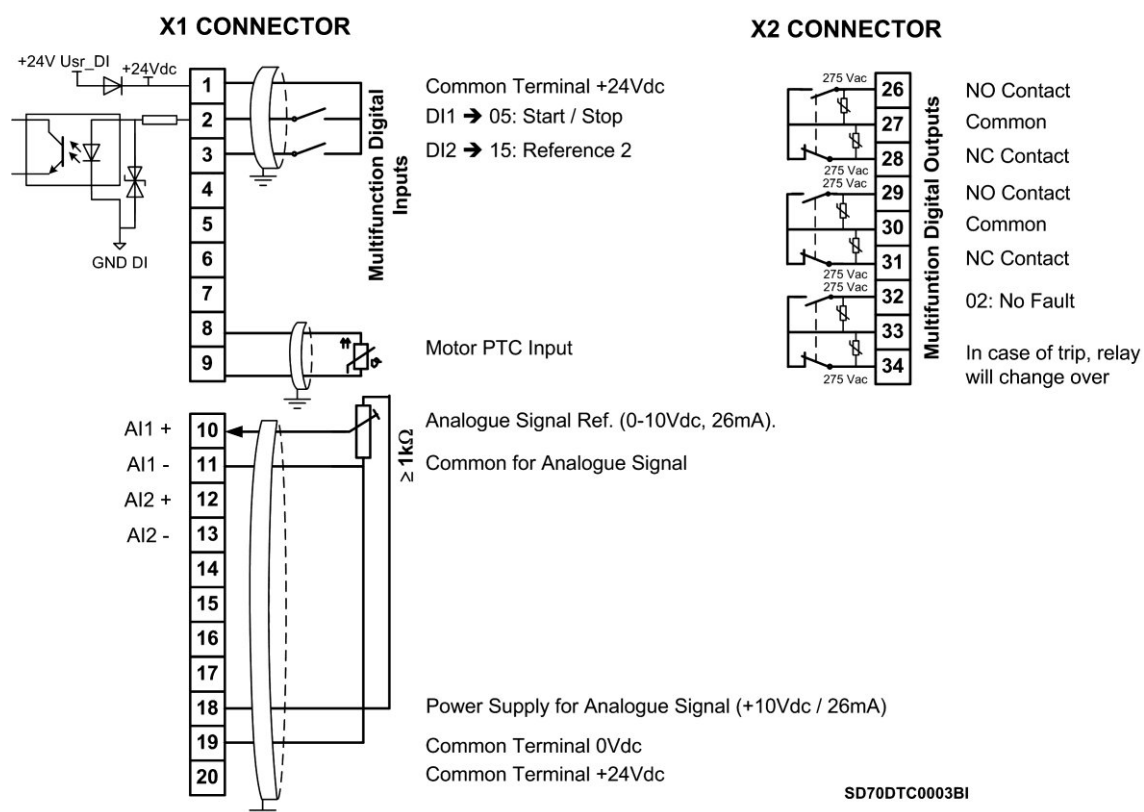 X1 CONNECTOR
+24V Usr_DI
+24Vdc
GND DI
1
2
3
4
5
6
7
8
9
Multifunction Digital
Inputs
Common Terminal +24Vdc
DI1 ➔ 05: Start / Stop
DI2 ➔ 15: Reference 2
Motor PTC Input
AI1 +
AI1 -
AI2 +
AI2 -
10
11
12
13
14
15
16
17
18
19
20
≥ 1kΩ
Analogue Signal Ref. (0-10Vdc, 26mA).
Common for Analogue Signal
Power Supply for Analogue Signal (+10Vdc / 26mA)
Common Terminal 0Vdc
Common Terminal +24Vdc
X2 CONNECTOR
275 Vac
275 Vac
275 Vac
275 Vac
275 Vac
275 Vac
26
27
28
29
30
31
32
33
34
Multifuntion Digital Outputs
NO Contact
Common
NC Contact
NO Contact
Common
NC Contact
02: No Fault
In case of trip, relay
will change over
SD70DTC0003BI